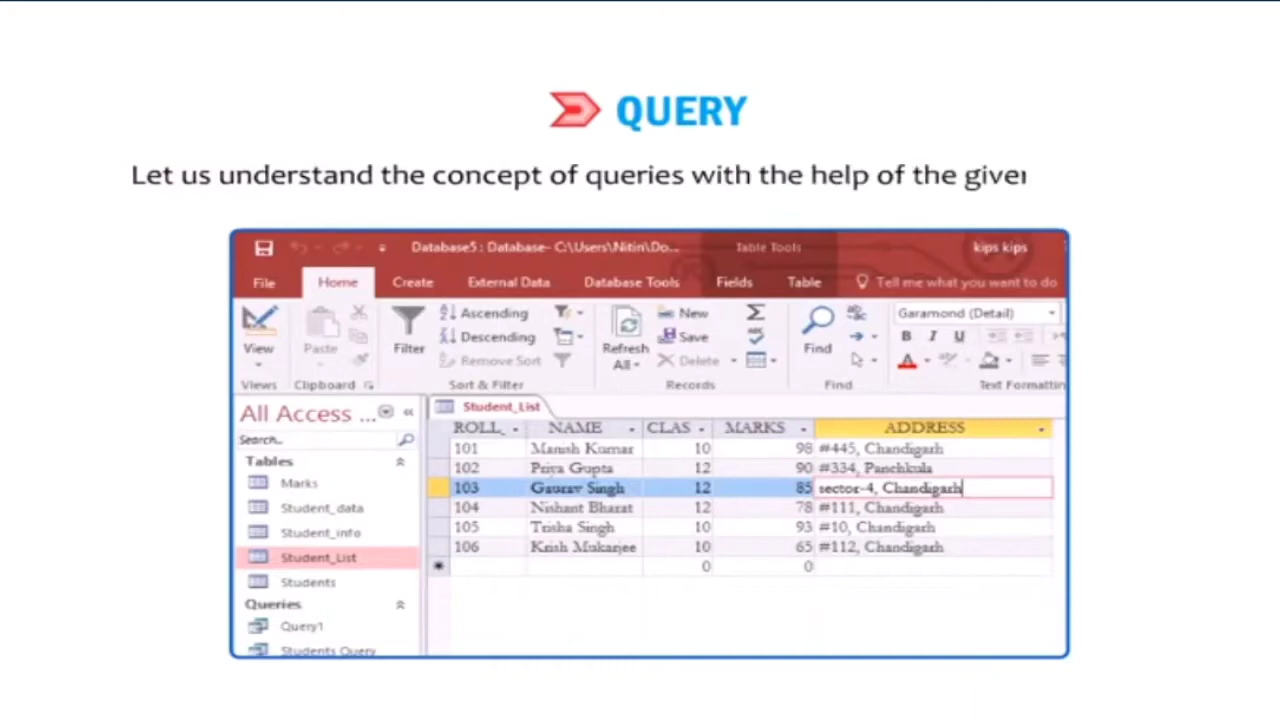 QUERY
Let us understand the concept of queries with the help of the given
Database5 : Database- C:\Users\Nitin\Do... Table Tools kips kips
File Home Create External Data Database Tools Fields Table Tell me what you want to do
View Paste Filter Ascending Descending Remove Sort Refresh All New Save Delete Find Garamond (Detail) B I U A
Views Clipboard Sort & Filter Records Find Text Formattin
All Access ... Student_List
Search..
Tables
Marks
Student_data
Student_info
Student_List
Students
Queries
Query1
Students Query
ROLL_ NAME CLAS MARKS ADDRESS
101 Manish Kumar 10 98 #445, Chandigarh
102 Priya Gupta 12 90 #334, Panchkula
103 Gaurav Singh 12 85 sector-4, Chandigarh
104 Nishant Bharat 12 78 #111, Chandigarh
105 Trisha Singh 10 93 #10, Chandigarh
106 Krish Mukarjee 10 65 #112, Chandigarh
0 0